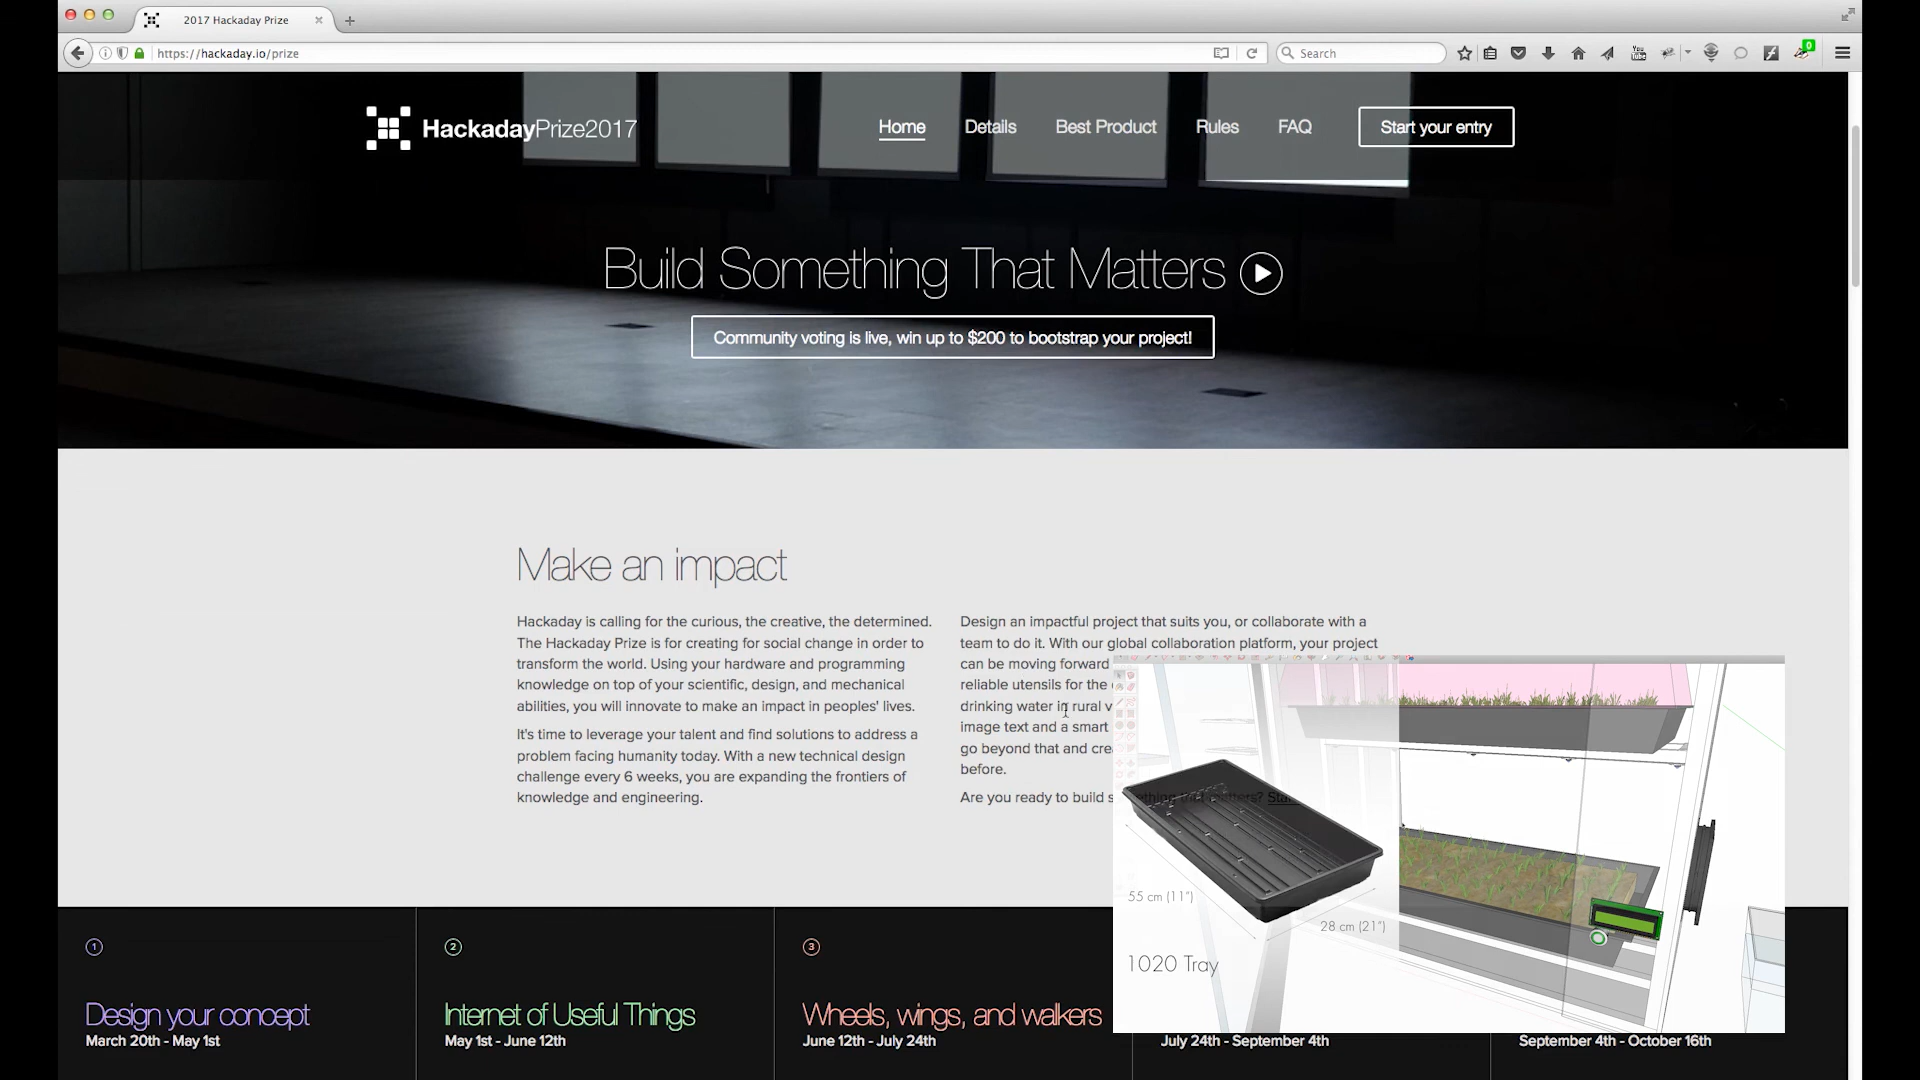 2017 Hackaday Prize
https://hackaday.io/prize
Search
HackadayPrize2017
Home
Details
Best Product
Rules
FAQ
Start your entry
Build Something That Matters
Community voting is live, win up to $200 to bootstrap your project!
Make an impact
Hackaday is calling for the curious, the creative, the determined.
The Hackaday Prize is for creating for social change in order to
transform the world. Using your hardware and programming
knowledge on top of your scientific, design, and mechanical
abilities, you will innovate to make an impact in peoples' lives.
It's time to leverage your talent and find solutions to address a
problem facing humanity today. With a new technical design
challenge every 6 weeks, you are expanding the frontiers of
knowledge and engineering.
Design an impactful project that suits you, or collaborate with a
team to do it. With our global collaboration platform, your project
can be moving forward
reliable utensils for the
drinking water in rural
image text and a smart
go beyond that and
before.
Are you ready to build something that matters?
55 cm (11")
28 cm (21")
1020 Tray
1
Design your concept
March 20th - May 1st
2
Internet of Useful Things
May 1st - June 12th
3
Wheels, wings, and walkers
June 12th - July 24th
July 24th - September 4th
September 4th - October 16th
You
Tube
0